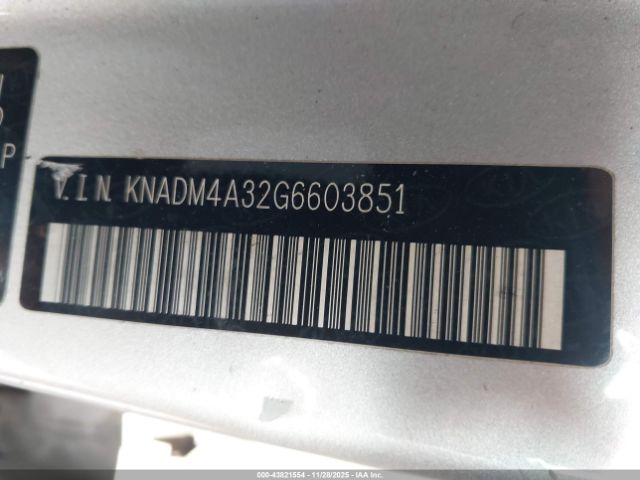 P
V.I.N. KNADM4A32G6603851
000-43821554 | 11/28/2025 | IAA Inc.